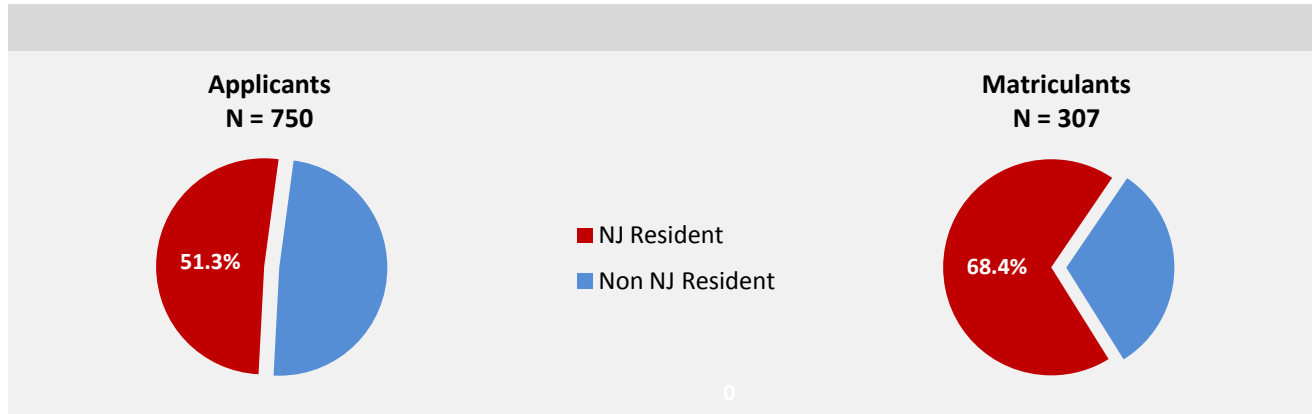 Applicants
N = 750
Matriculants
N = 307
51.3%
NJ Resident
Non NJ Resident
68.4%
0